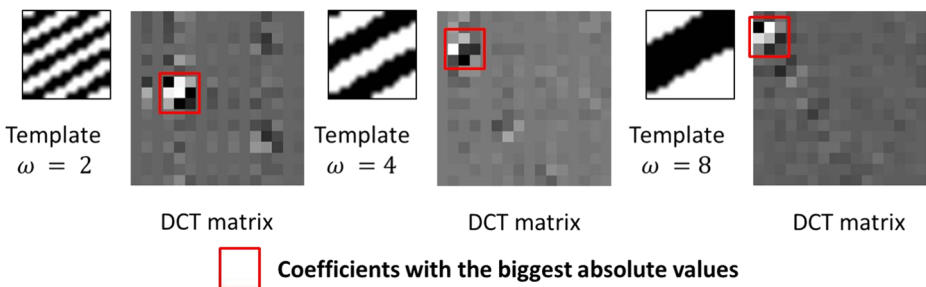 Template
ω = 2
DCT matrix
Template
ω = 4
DCT matrix
Template
ω = 8
DCT matrix
Coefficients with the biggest absolute values